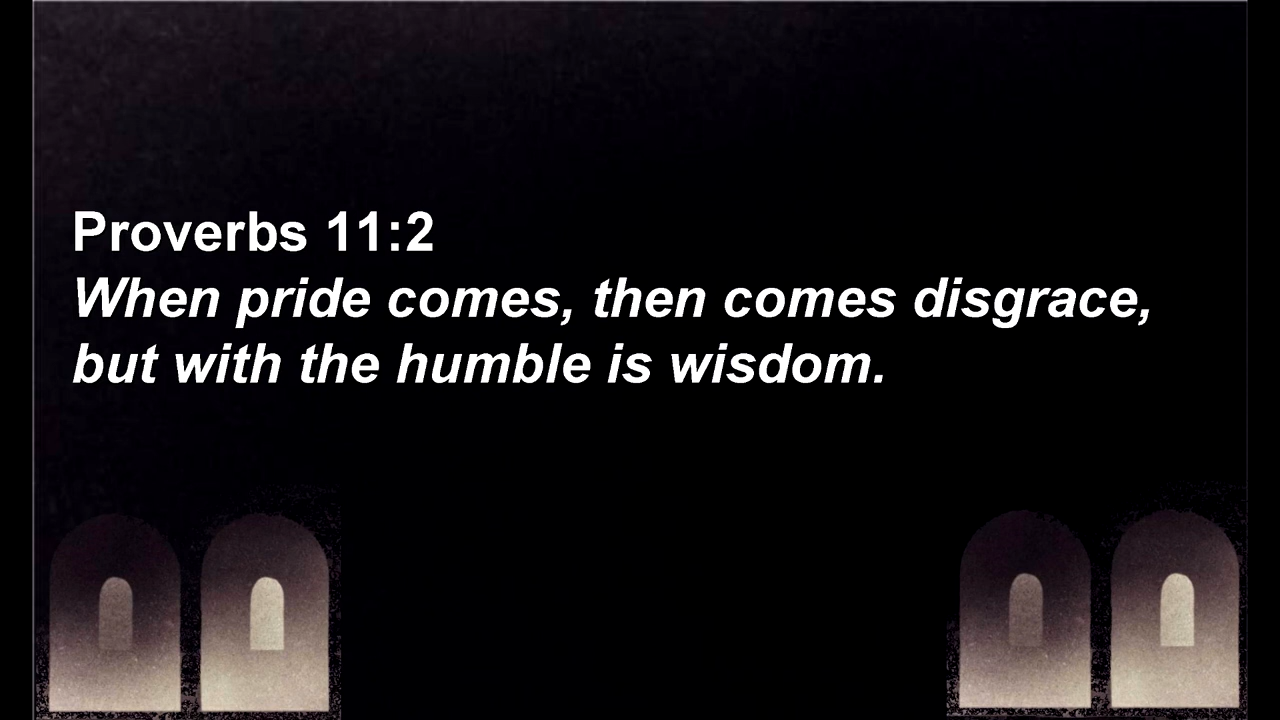 Proverbs 11:2
When pride comes, then comes disgrace,
but with the humble is wisdom.